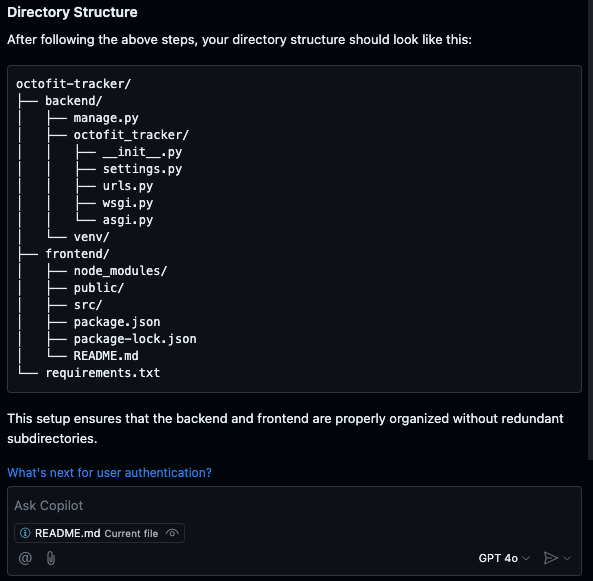 Directory Structure
After following the above steps, your directory structure should look like this:
octofit-tracker/
├── backend/
│   ├── manage.py
│   ├── octofit_tracker/
│   │   ├── __init__.py
│   │   ├── settings.py
│   │   ├── urls.py
│   │   ├── wsgi.py
│   │   └── asgi.py
│   └── venv/
├── frontend/
│   ├── node_modules/
│   ├── public/
│   ├── src/
│   ├── package.json
│   ├── package-lock.json
│   └── README.md
└── requirements.txt
This setup ensures that the backend and frontend are properly organized without redundant
subdirectories.
What's next for user authentication?
Ask Copilot
README.md Current file
@ GPT 4o